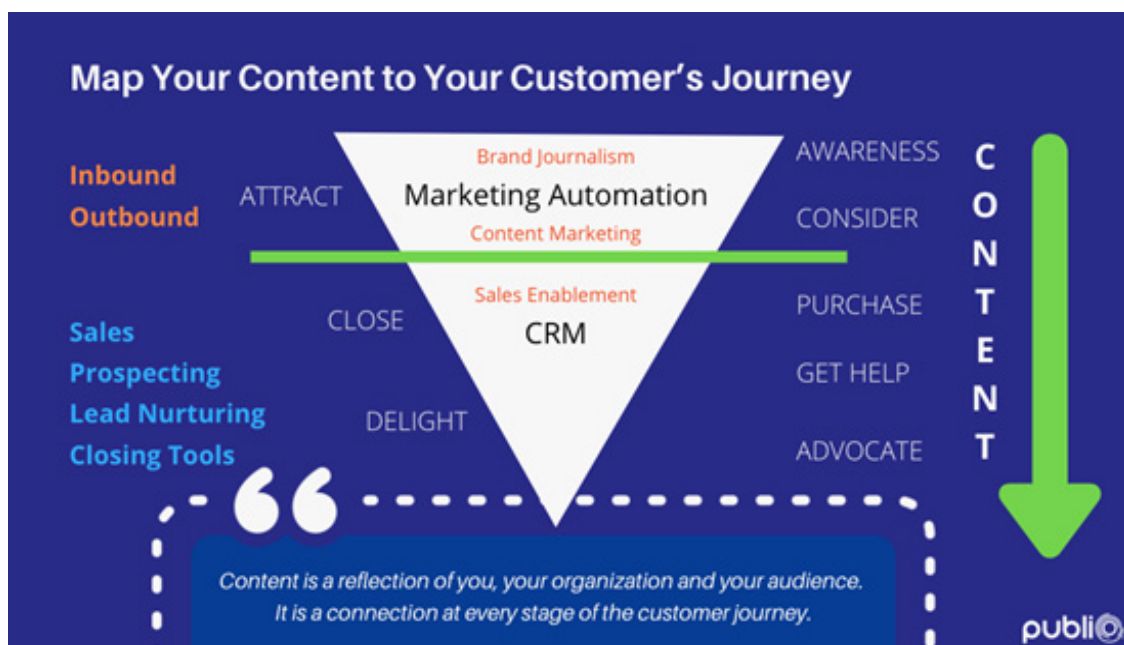 Map Your Content to Your Customer's Journey
Inbound
Outbound
ATTRACT
Brand Journalism
Marketing Automation
Content Marketing
AWARENESS
CONSIDER
Sales
Prospecting
Lead Nurturing
Closing Tools
CLOSE
DELIGHT
Sales Enablement
CRM
PURCHASE
GET HELP
ADVOCATE
CONTENT
“
Content is a reflection of you, your organization and your audience.
It is a connection at every stage of the customer journey.
publi